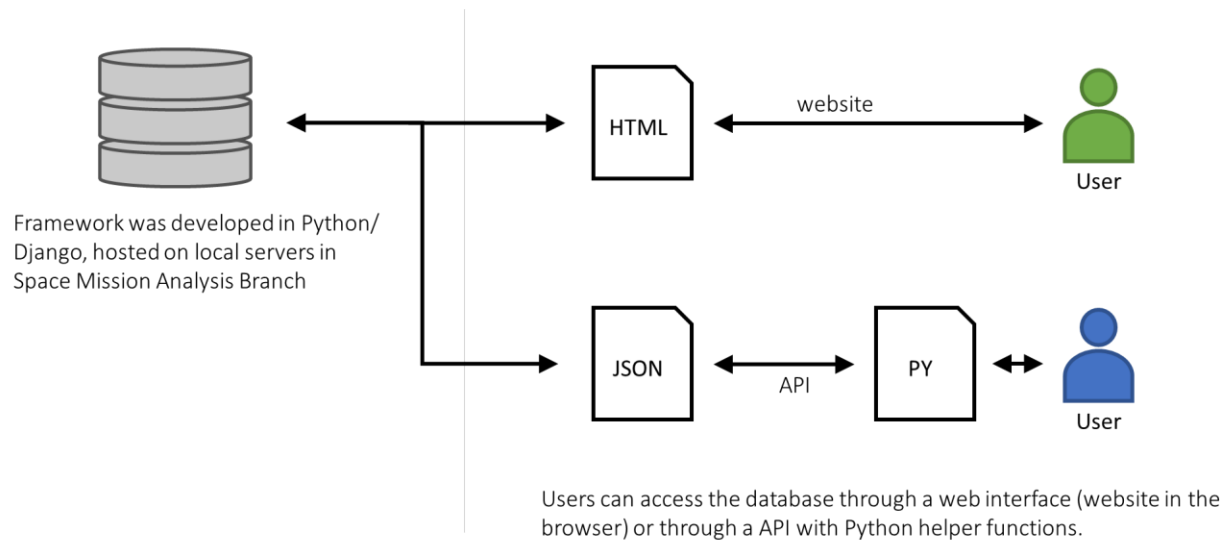 HTML
website
User
Framework was developed in Python/
Django, hosted on local servers in
Space Mission Analysis Branch
JSON
API
PY
User
Users can access the database through a web interface (website in the
browser) or through a API with Python helper functions.